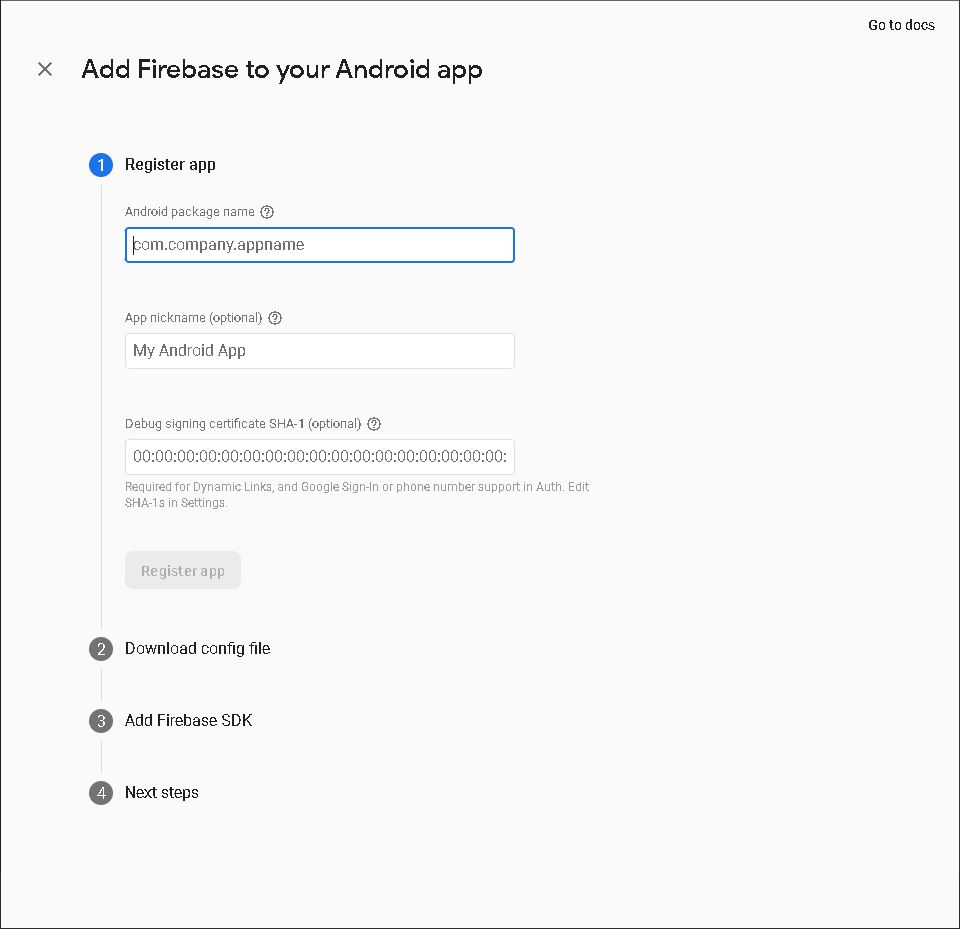 Go to docs
Add Firebase to your Android app
1 Register app
Android package name
com.company.appname
App nickname (optional)
My Android App
Debug signing certificate SHA-1 (optional)
00:00:00:00:00:00:00:00:00:00:00:00:00:00:00:00:00:
Required for Dynamic Links, and Google Sign-In or phone number support in Auth. Edit
SHA-1s in Settings.
Register app
2 Download config file
3 Add Firebase SDK
4 Next steps